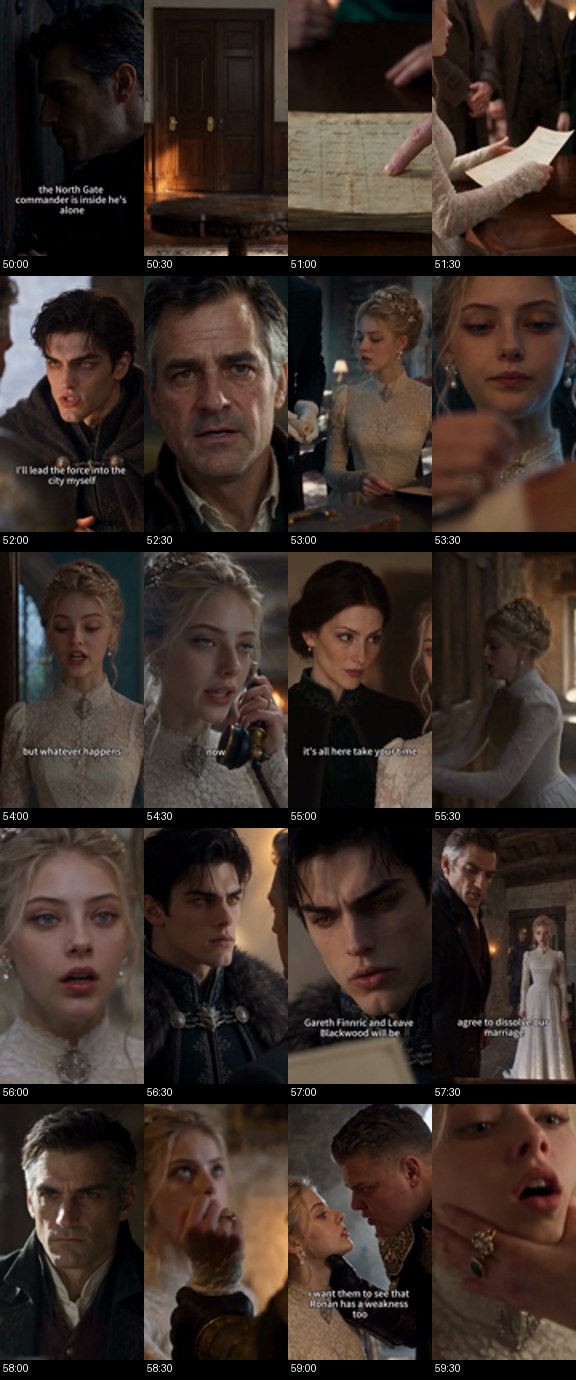 the North Gate
commander is inside he's
alone
50:00
50:30
51:00
51:30
I'll lead the force into the
city myself
52:00
52:30
53:00
53:30
but whatever happens
now
it's all here take your time
54:00
54:30
55:00
55:30
Gareth Finnric and Leave
Blackwood will be
agree to dissolve our
marriage
56:00
56:30
57:00
57:30
i want them to see that
Ronan has a weakness
too
58:00
58:30
59:00
59:30